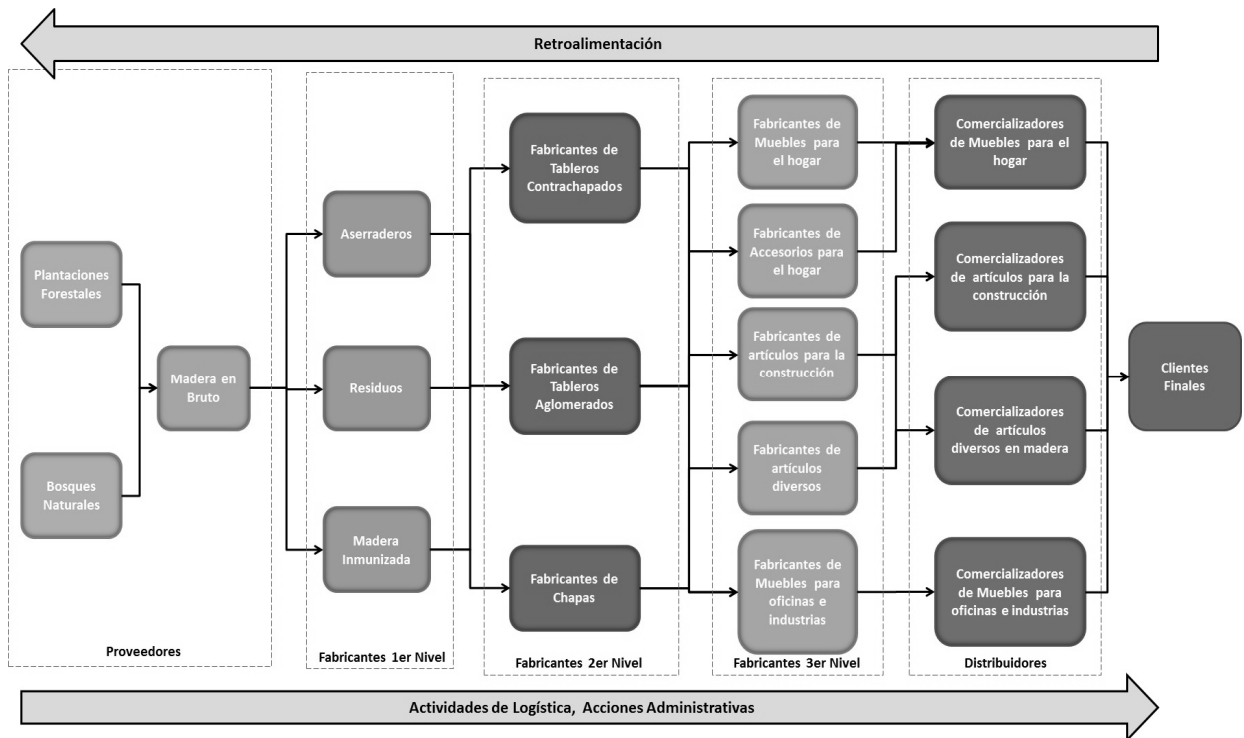 Retroalimentación
Plantaciones
Forestales
Bosques
Naturales
Madera en
Bruto
Proveedores
Aserraderos
Residuos
Madera
Inmunizada
Fabricantes 1er Nivel
Fabricantes de
Tableros
Contrachapados
Fabricantes de
Tableros
Aglomerados
Fabricantes de
Chapas
Fabricantes 2er Nivel
Fabricantes de
Muebles para
el hogar
Fabricantes de
Accesorios para
el hogar
Fabricantes de
artículos para la
construcción
Fabricantes de
artículos
diversos
Fabricantes de
Muebles para
oficinas e
industrias
Fabricantes 3er Nivel
Comercializadores
de Muebles para el
hogar
Comercializadores
de artículos para la
construcción
Comercializadores
de artículos
diversos en madera
Comercializadores
de Muebles para
oficinas e industrias
Distribuidores
Clientes
Finales
Actividades de Logística, Acciones Administrativas